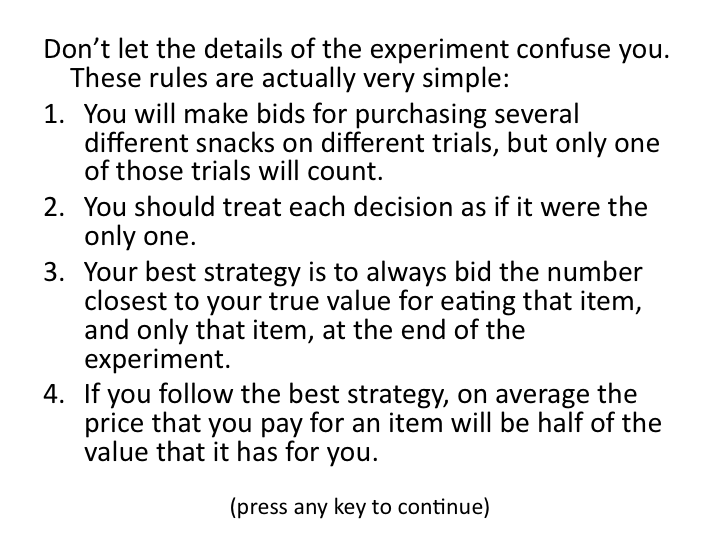 Don’t let the details of the experiment confuse you.
These rules are actually very simple:
1. You will make bids for purchasing several
different snacks on different trials, but only one
of those trials will count.
2. You should treat each decision as if it were the
only one.
3. Your best strategy is to always bid the number
closest to your true value for eating that item,
and only that item, at the end of the
experiment.
4. If you follow the best strategy, on average the
price that you pay for an item will be half of the
value that it has for you.
(press any key to continue)